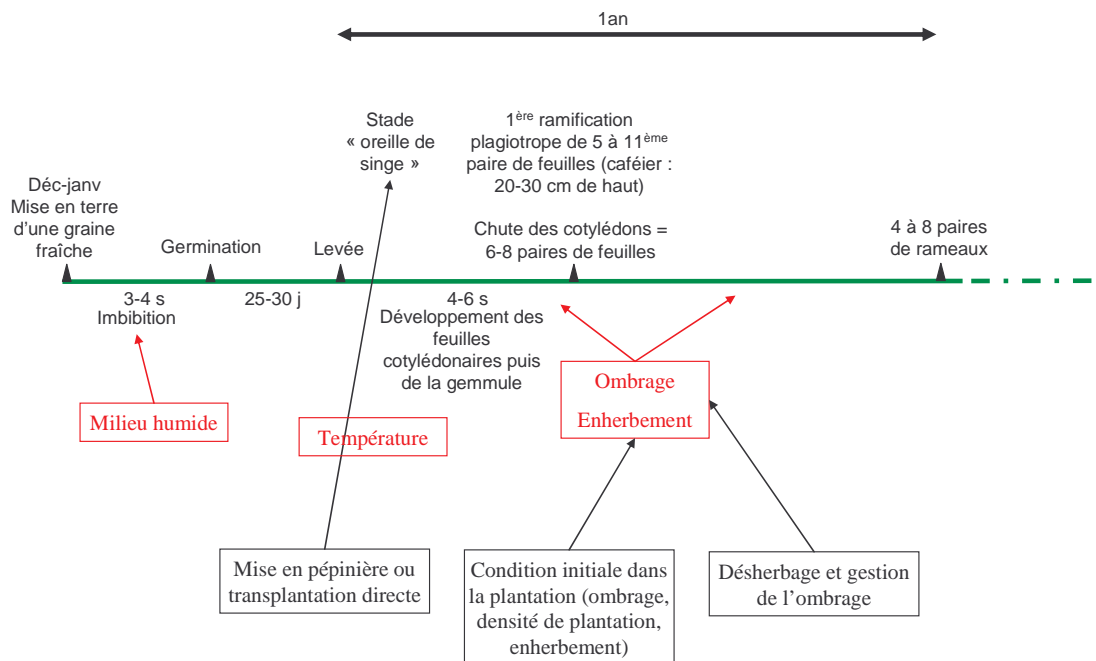 1an
Stade
« oreille de
singe »
1ère ramification
plagiotrope de 5 à 11ème
paire de feuilles (caféier :
20-30 cm de haut)
Déc-janv
Mise en terre
d'une graine
fraîche
Germination
Levée
Chute des cotylédons =
6-8 paires de feuilles
4 à 8 paires
de rameaux
3-4 s
Imbibition
25-30 j
4-6 s
Développement des
feuilles
cotylédonaires puis
de la gemmule
Milieu humide
Température
Ombrage
Enherbement
Mise en pépinière ou
transplantation directe
Condition initiale dans
la plantation (ombrage,
densité de plantation,
enherbement)
Désherbage et gestion
de l'ombrage